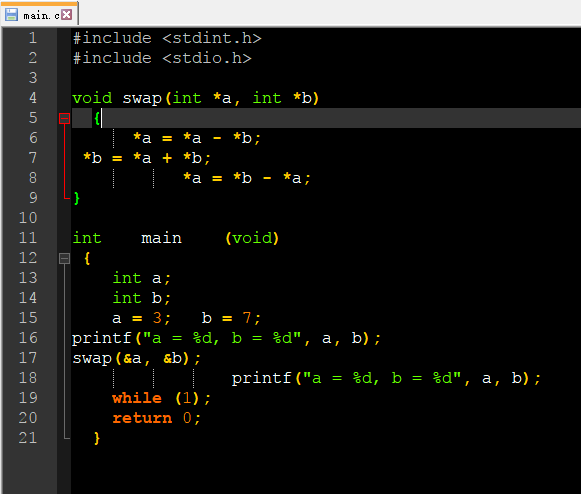 main.c
1 #include <stdint.h>
2 #include <stdio.h>
3
4 void swap(int *a, int *b)
5 {
6 *a = *a - *b;
7 *b = *a + *b;
8 *a = *b - *a;
9 }
10
11 int main (void)
12 {
13 int a;
14 int b;
15 a = 3; b = 7;
16 printf("a = %d, b = %d", a, b);
17 swap(&a, &b);
18 printf("a = %d, b = %d", a, b);
19 while (1);
20 return 0;
21 }